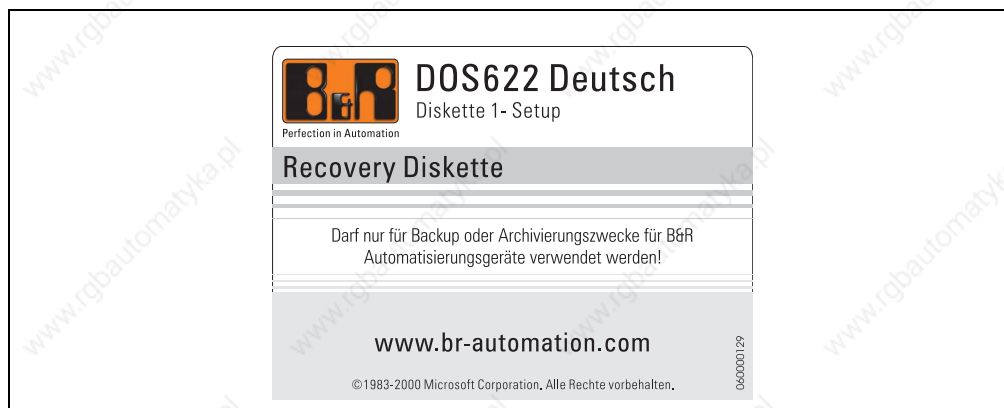 B&R
Perfection in Automation
DOS622 Deutsch
Diskette 1- Setup
Recovery Diskette
Darf nur für Backup oder Archivierungszwecke für B&R
Automatisierungsgeräte verwendet werden!
www.br-automation.com
©1983-2000 Microsoft Corporation. Alle Rechte vorbehalten.
060000129
www.rgbautomatyka.pl